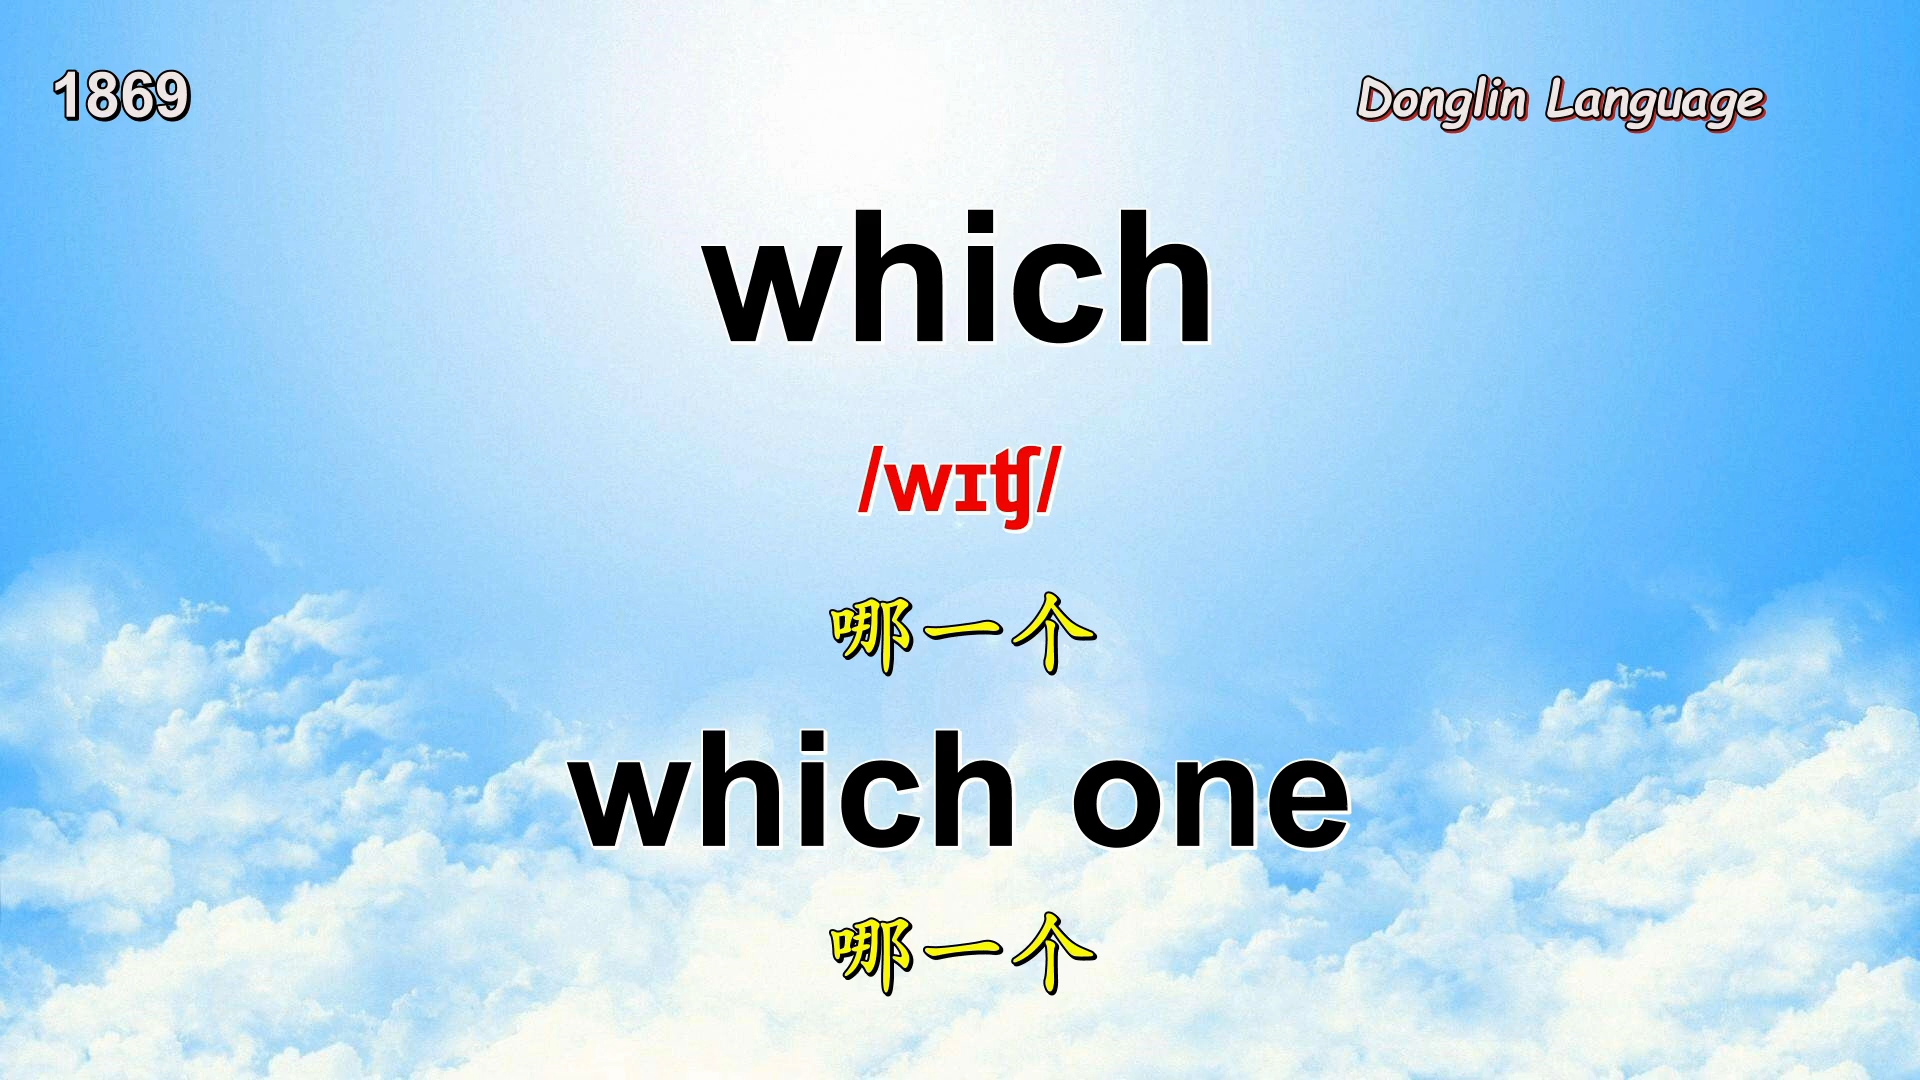 1869
Donglin Language
which
/wɪʧ/
哪一个
which one
哪一个